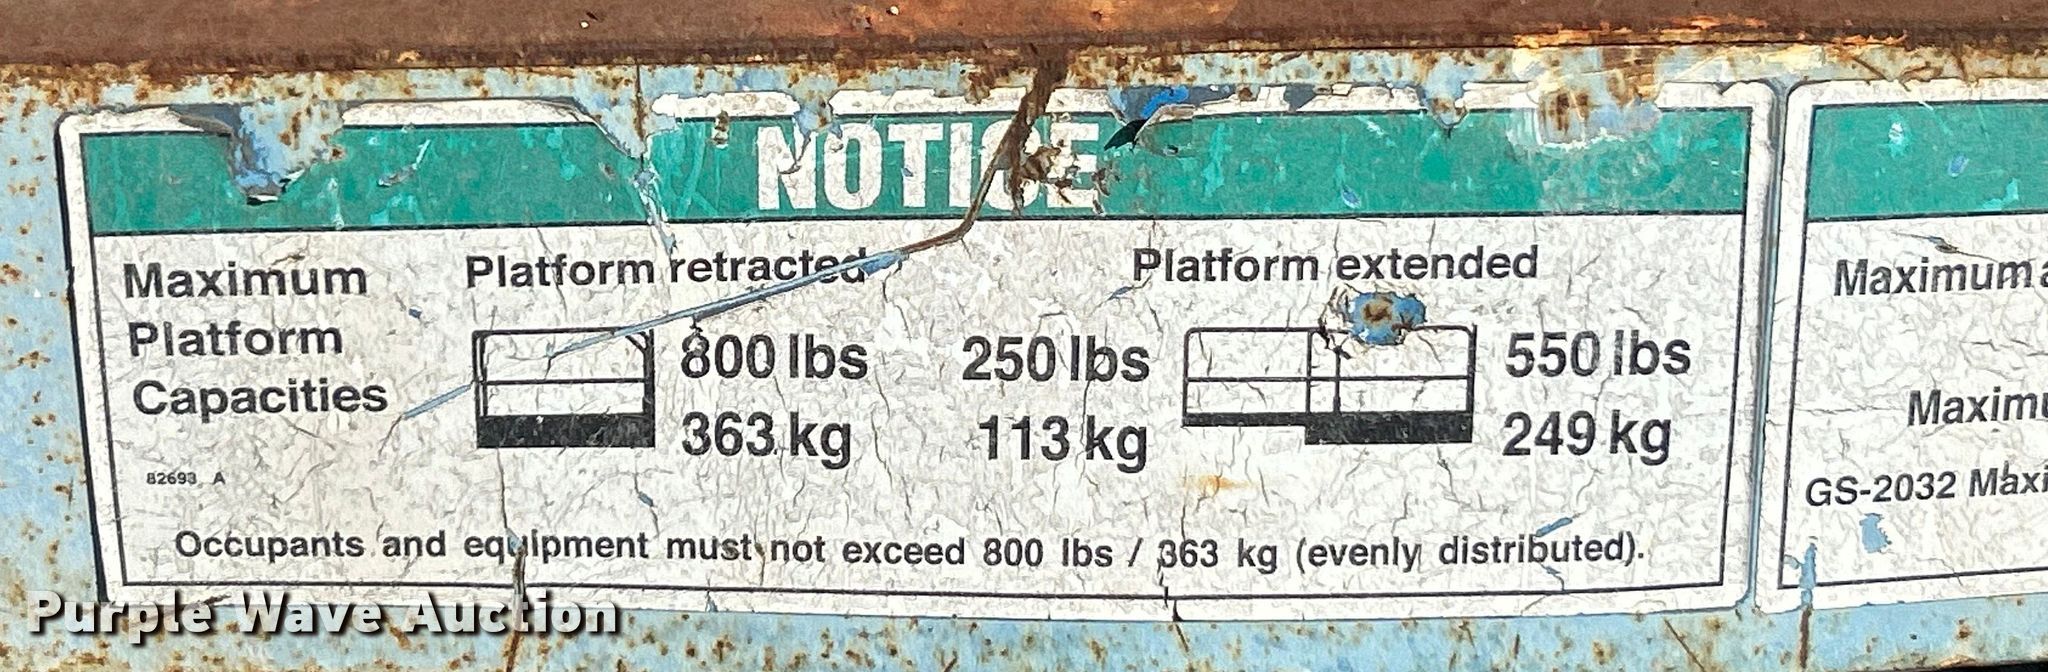 NOTICE
Maximum
Platform
Capacities
Platform retracted
800 lbs
363 kg
Platform extended
250 lbs
113 kg
550 lbs
249 kg
82693 A
Occupants and equipment must not exceed 800 lbs / 363 kg (evenly distributed).
Maximum
GS-2032
Purple Wave Auction